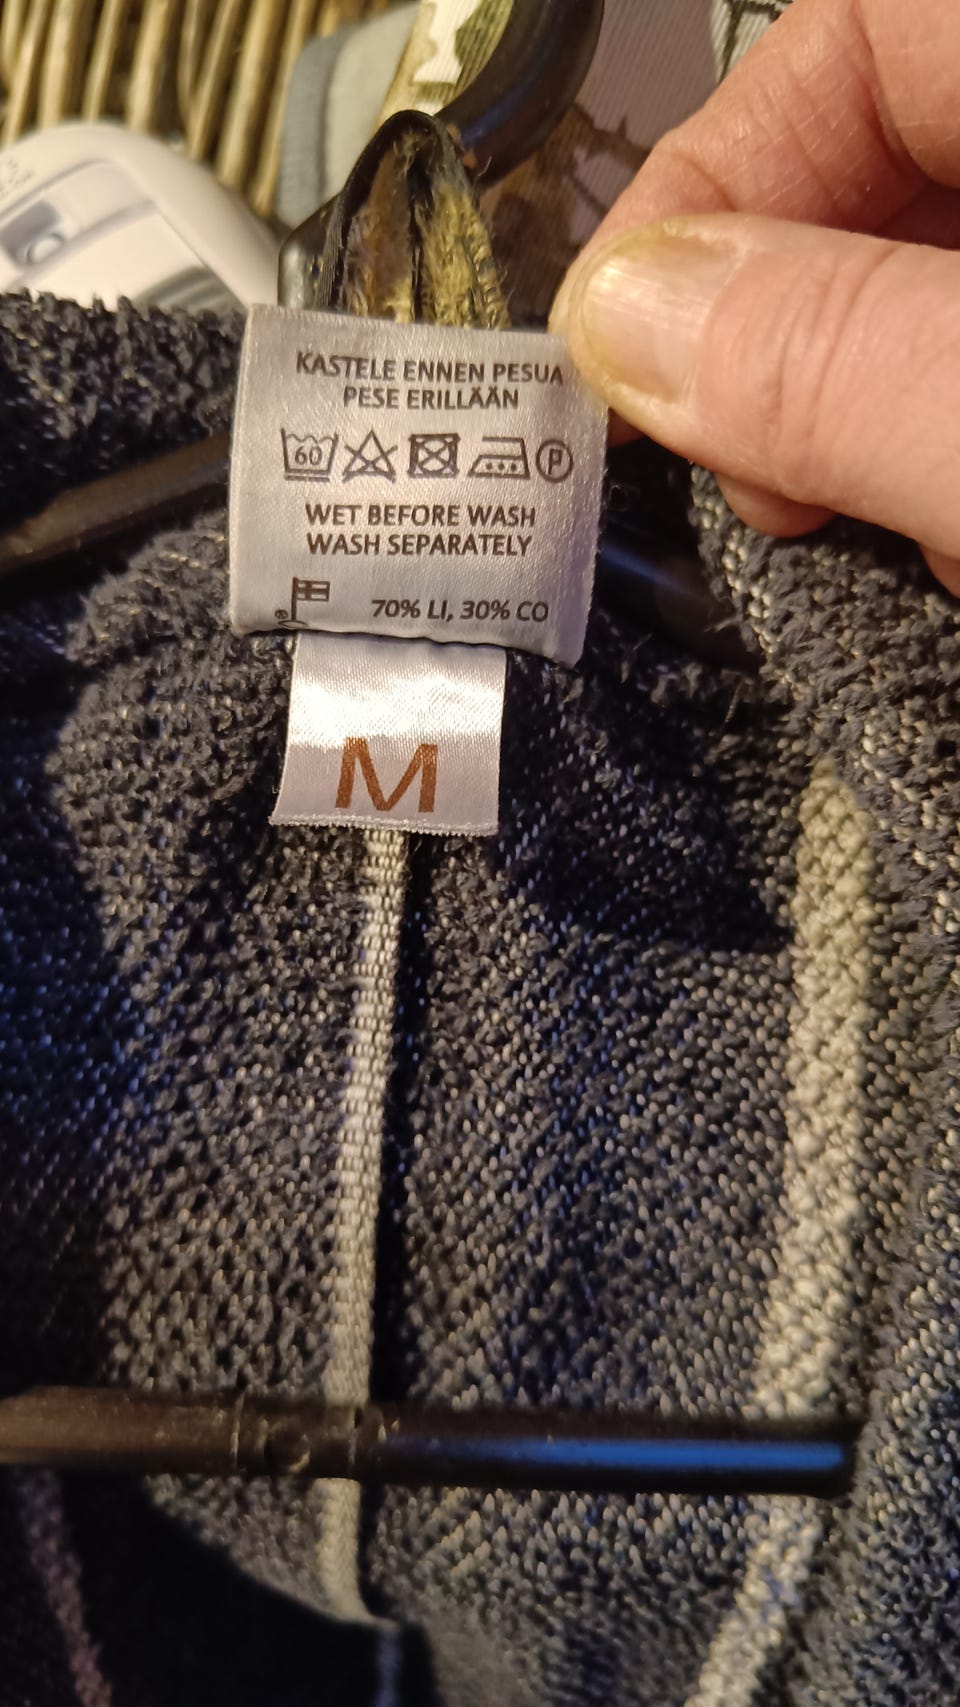 KASTELE ENNEN PESUA
PESE ERILLÄÄN
60 P
WET BEFORE WASH
WASH SEPARATELY
® 70% LI, 30% CO
M